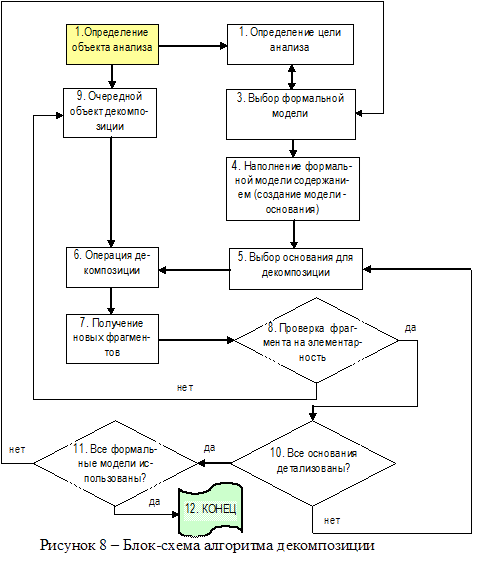 1.Определение
объекта анализа
1. Определение цели
анализа
9. Очередной
объект декомпо-
зиции
3. Выбор формальной
модели
4. Наполнение формаль-
ной модели содержани-
ем (создание модели -
основания)
6. Операция де-
композиции
5. Выбор основания для
декомпозиции
7. Получение
новых фрагмен-
тов
8. Проверка фраг-
мента на элементар-
ность
да
нет
нет
11. Все формаль-
ные модели ис-
пользованы?
да
10. Все основания
детализованы?
да
12. КОНЕЦ
нет
Рисунок 8 – Блок-схема алгоритма декомпозиции